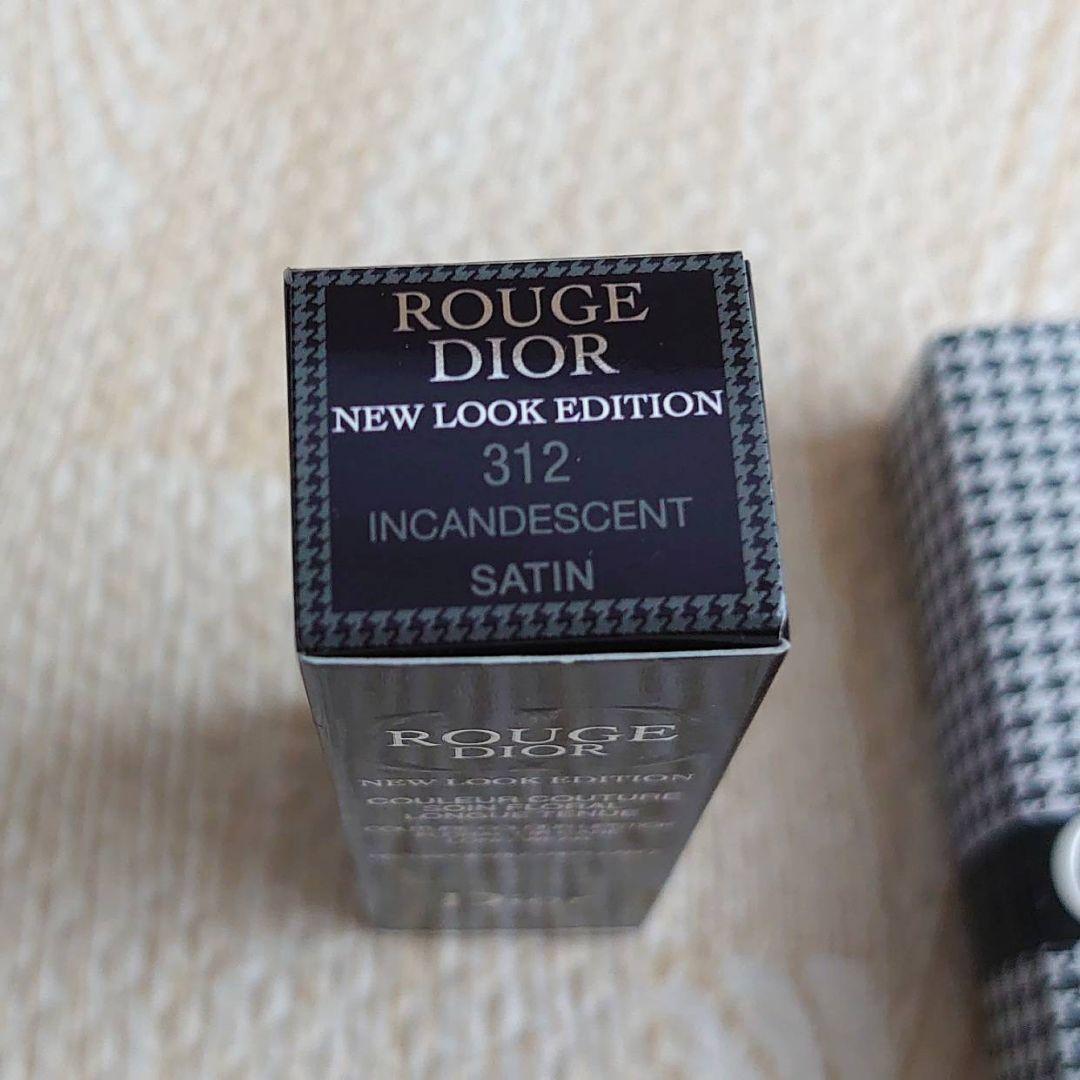 ROUGE
DIOR
NEW LOOK EDITION
312
INCANDESCENT
SATIN
ROUGE
DIOR
NEW LOOK EDITION
COULEUR COUTURE
SOIN FLORAL
LONGUE TENUE
Dior